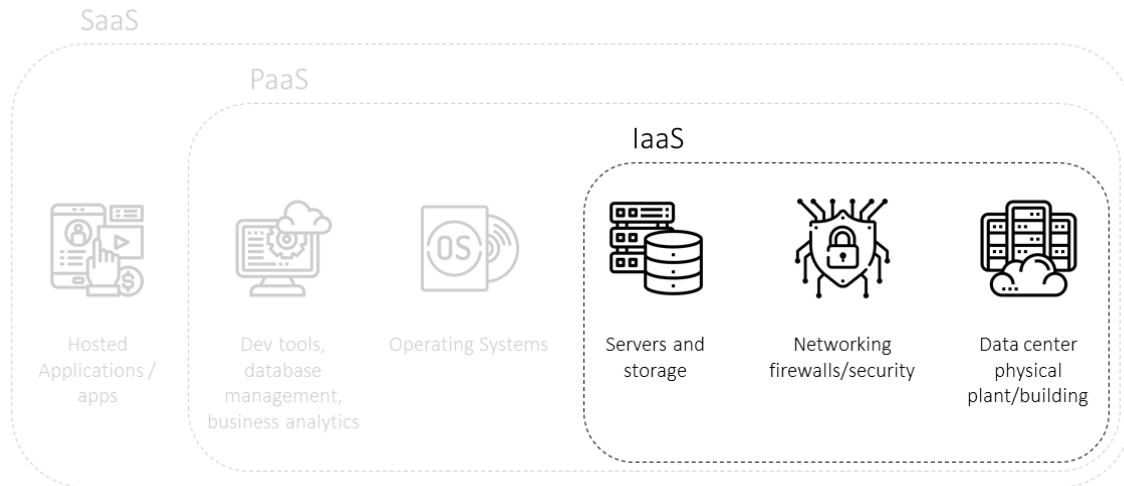 SaaS
PaaS
IaaS
OS
Hosted
Applications /
apps
Dev tools,
database
management,
business analytics
Operating Systems
Servers and
storage
Networking
firewalls/security
Data center
physical
plant/building
$